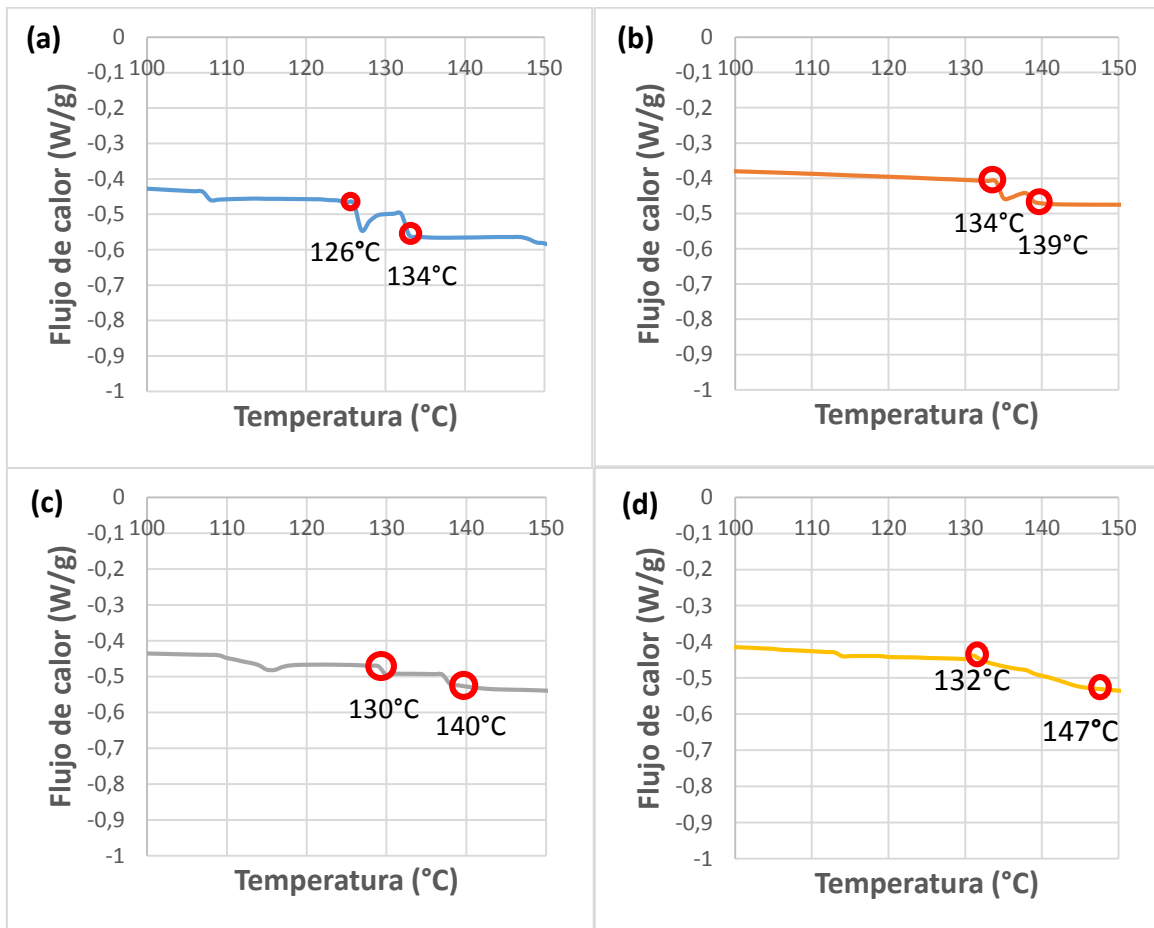 (a)
0
100 110 120 130 140 150
-0,1
-0,2
-0,3
-0,4
-0,5
-0,6
-0,7
-0,8
-0,9
-1
Flujo de calor (W/g)
126°C
134°C
Temperatura (°C)
(b)
0
100 110 120 130 140 150
-0,1
-0,2
-0,3
-0,4
-0,5
-0,6
-0,7
-0,8
-0,9
-1
Flujo de calor (W/g)
134°C
139°C
Temperatura (°C)
(c)
0
100 110 120 130 140 150
-0,1
-0,2
-0,3
-0,4
-0,5
-0,6
-0,7
-0,8
-0,9
-1
Flujo de calor (W/g)
130°C
140°C
Temperatura (°C)
(d)
0
100 110 120 130 140 150
-0,1
-0,2
-0,3
-0,4
-0,5
-0,6
-0,7
-0,8
-0,9
-1
Flujo de calor (W/g)
132°C
147°C
Temperatura (°C)